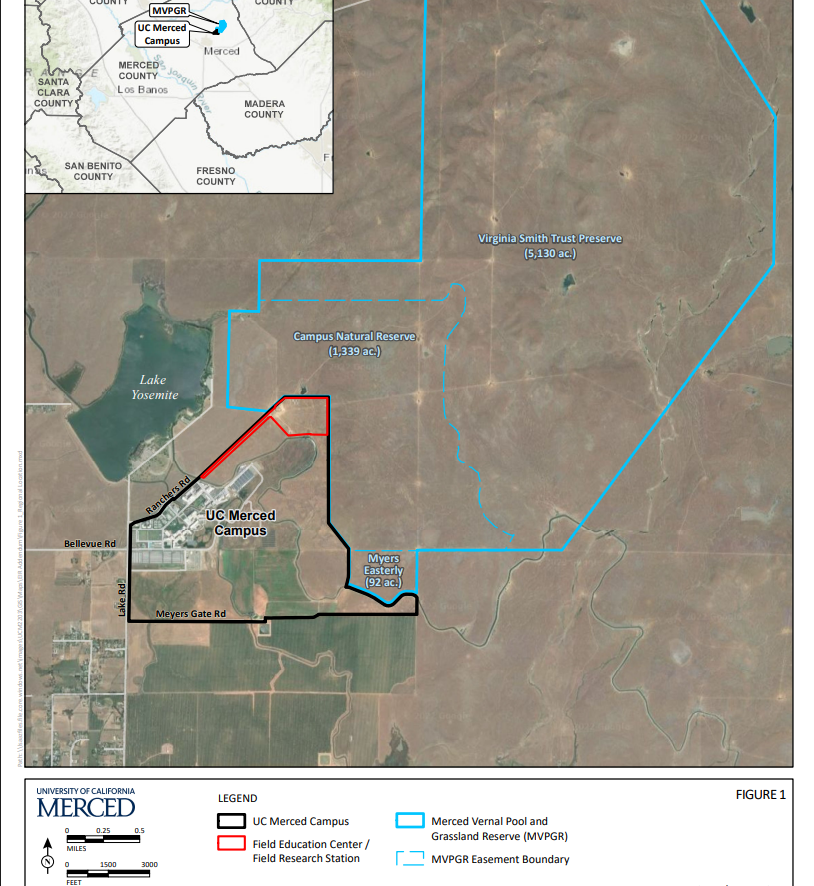 COUNTY
COUNTY
MVPGR
UC Merced
Campus
Merced
MERCED
COUNTY
San Joaquin River
SANTA
CLARA
COUNTY
Los Banos
MADERA
COUNTY
SAN BENITO
COUNTY
FRESNO
COUNTY
Virginia Smith Trust Preserve
(5,130 ac.)
Campus Natural Reserve
(1,339 ac.)
Lake
Yosemite
Ranchers Rd
UC Merced
Campus
Bellevue Rd
Myers
Easterly
(92 ac.)
Lake Rd
Meyers Gate Rd
UNIVERSITY OF CALIFORNIA
MERCED
0 0.25 0.5
MILES
N
0 1500 3000
FEET
LEGEND
UC Merced Campus
Field Education Center /
Field Research Station
Merced Vernal Pool and
Grassland Reserve (MVPGR)
MVPGR Easement Boundary
FIGURE 1